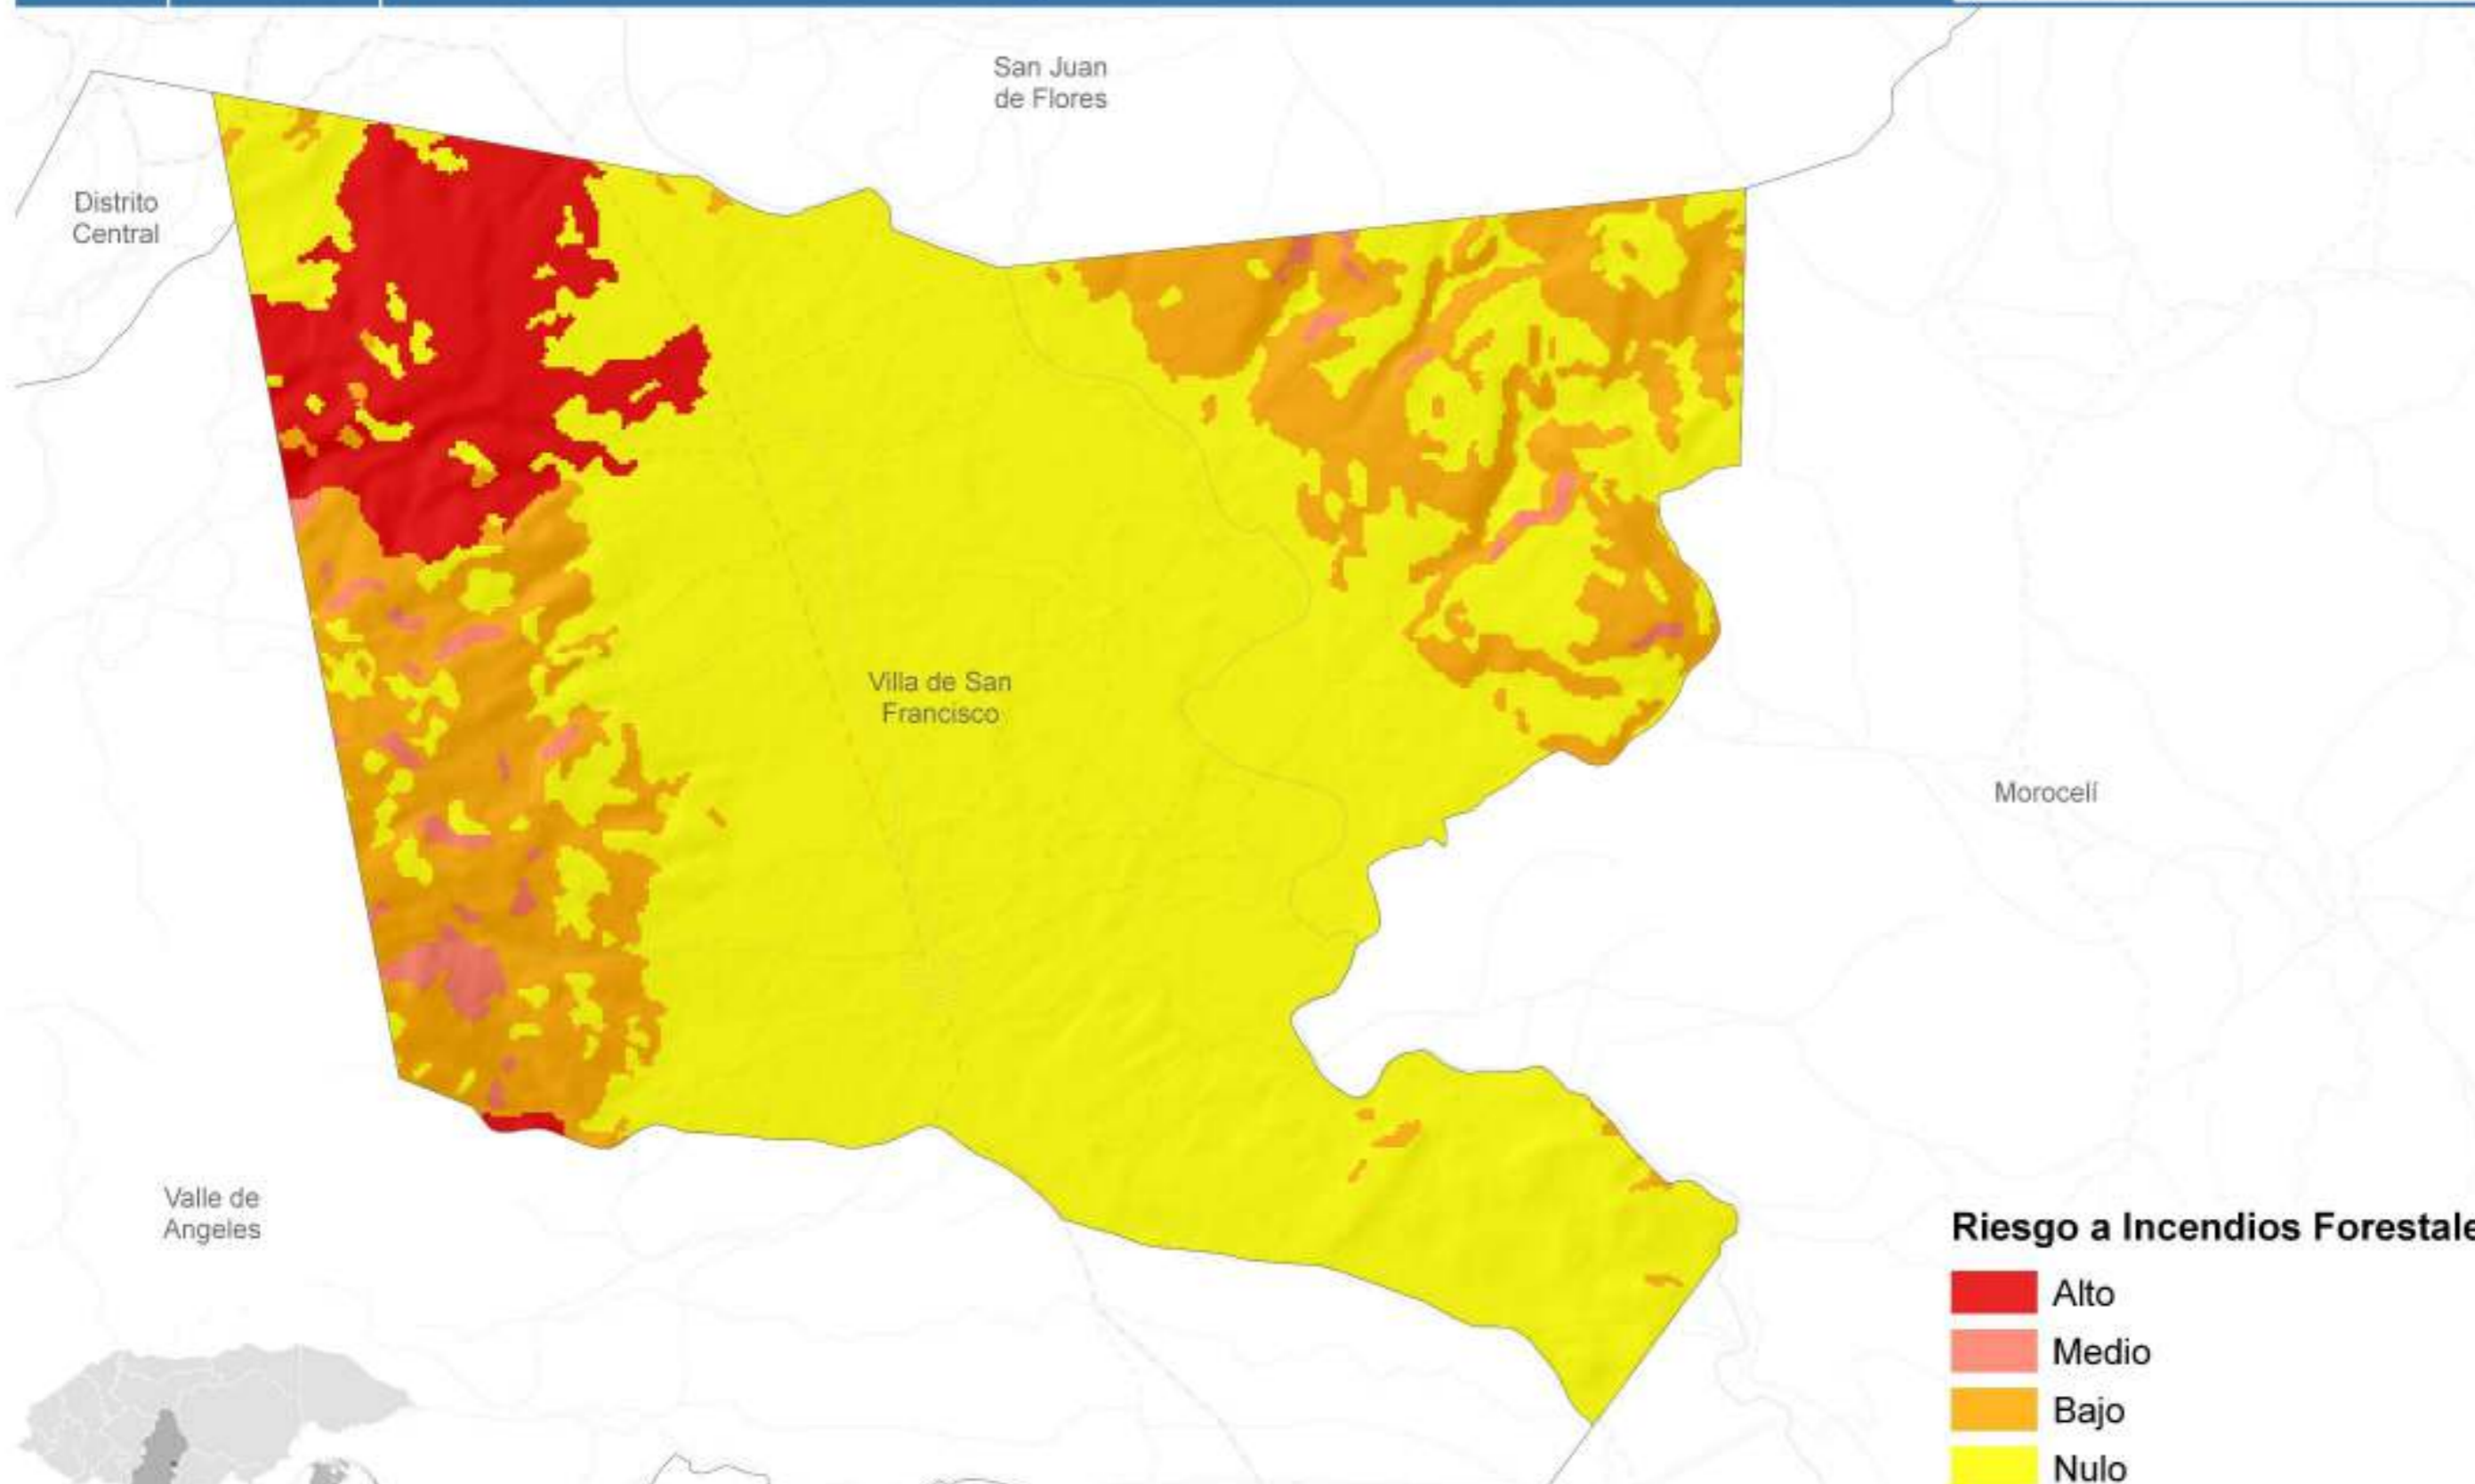 San Juan
de Flores
Distrito
Central
Villa de San
Francisco
Morocelí
Valle de
Angeles
Riesgo a Incendios Forestale
Alto
Medio
Bajo
Nulo